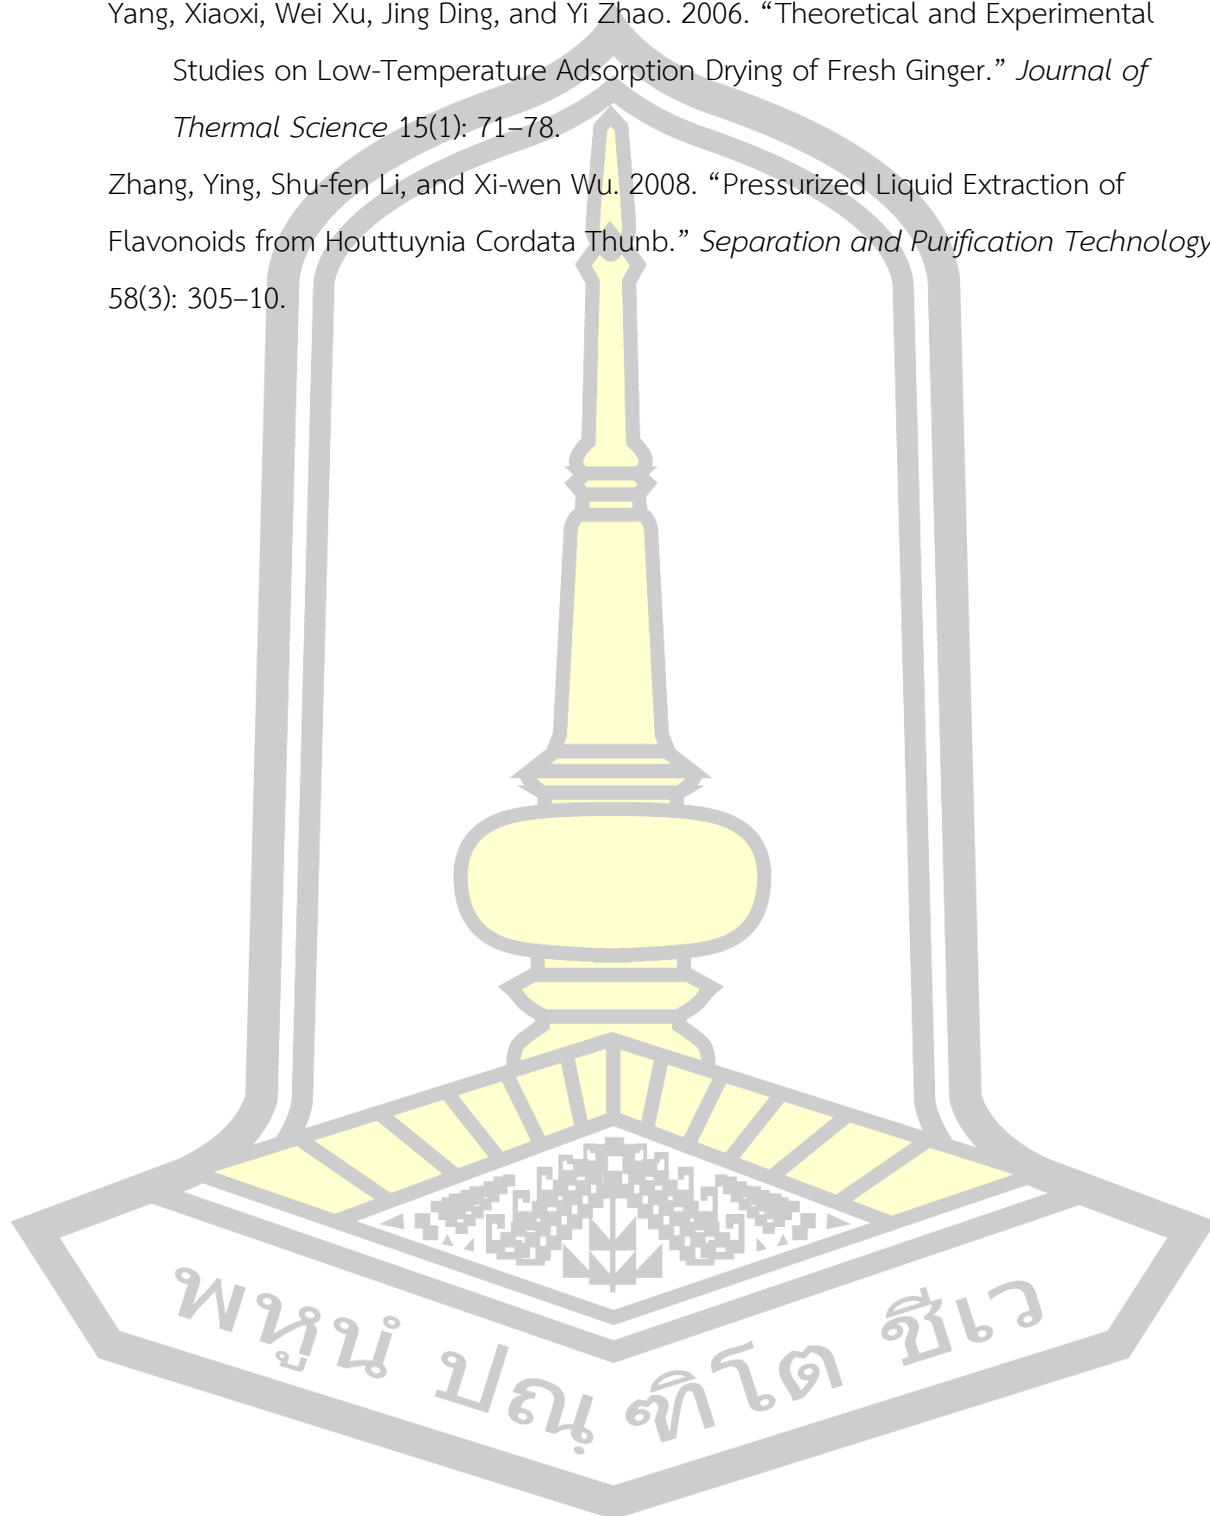 Yang, Xiaoxi, Wei Xu, Jing Ding, and Yi Zhao. 2006. “Theoretical and Experimental
Studies on Low-Temperature Adsorption Drying of Fresh Ginger.” Journal of
Thermal Science 15(1): 71–78.
Zhang, Ying, Shu-fen Li, and Xi-wen Wu. 2008. “Pressurized Liquid Extraction of
Flavonoids from Houttuynia Cordata Thunb.” Separation and Purification Technology
58(3): 305–10.
พหูนํ ปณฺ ฑิโต ชีเว